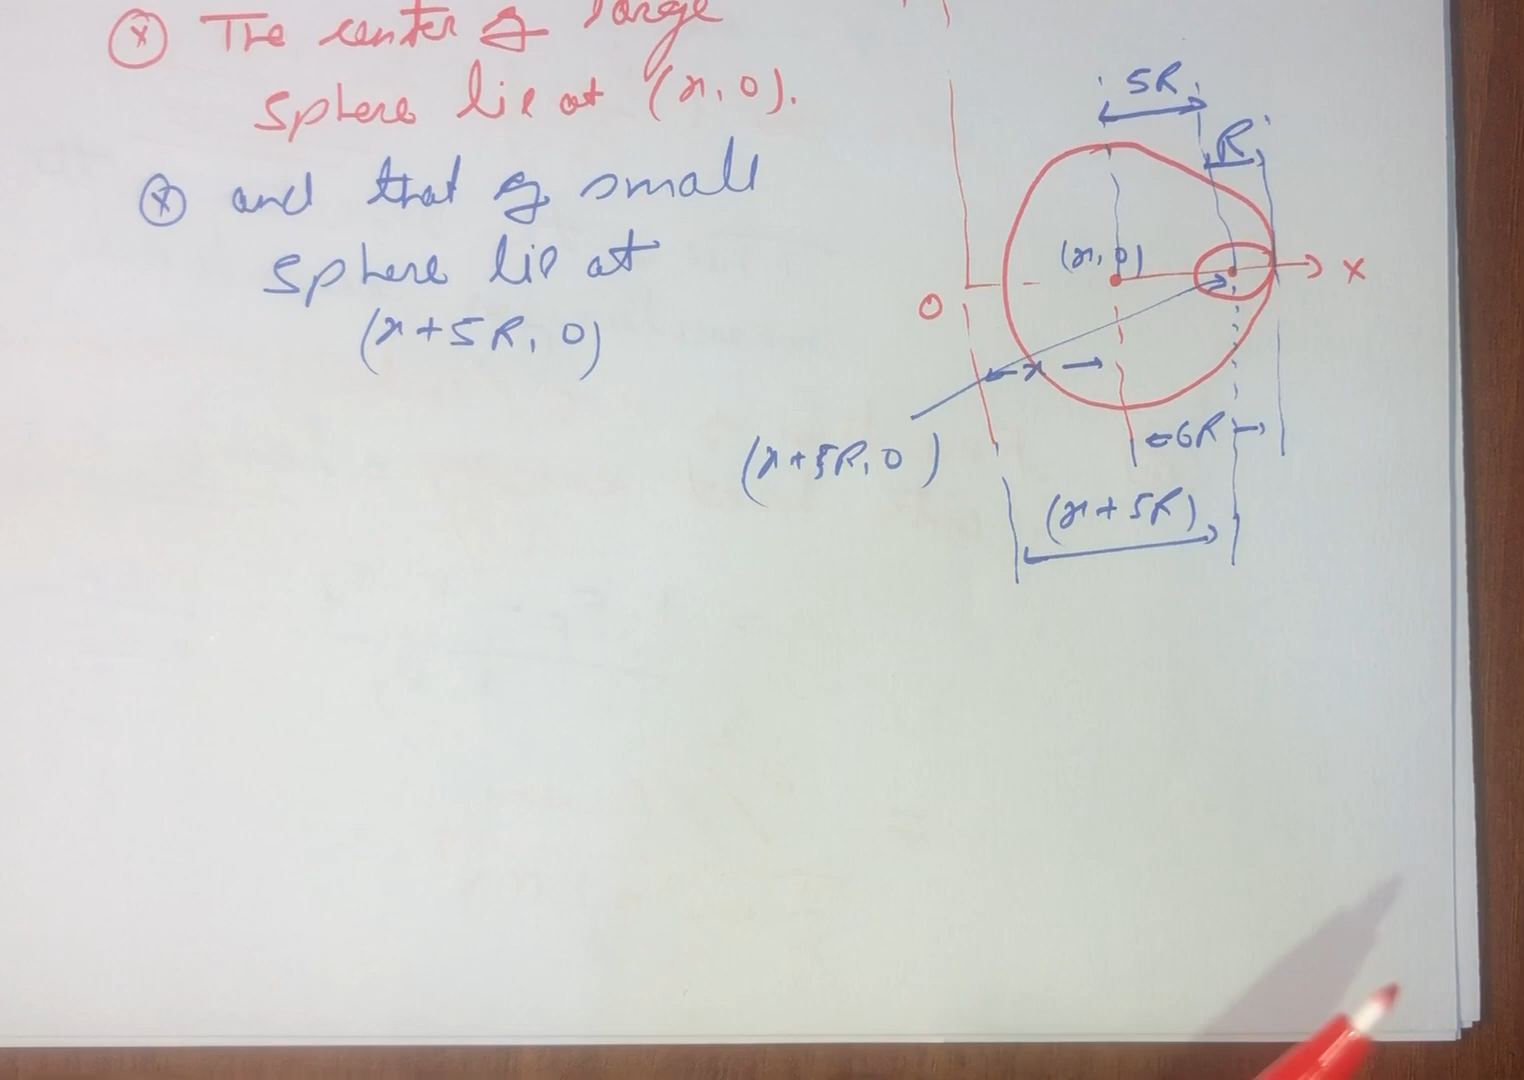 ⓧ The center of large
sphere lie at (x, 0).
ⓧ and that of small
sphere lie at
(x+5R, 0)
5R
R
(x, 0)
X
O
x
6R
(x+5R, 0)
(x+5R)